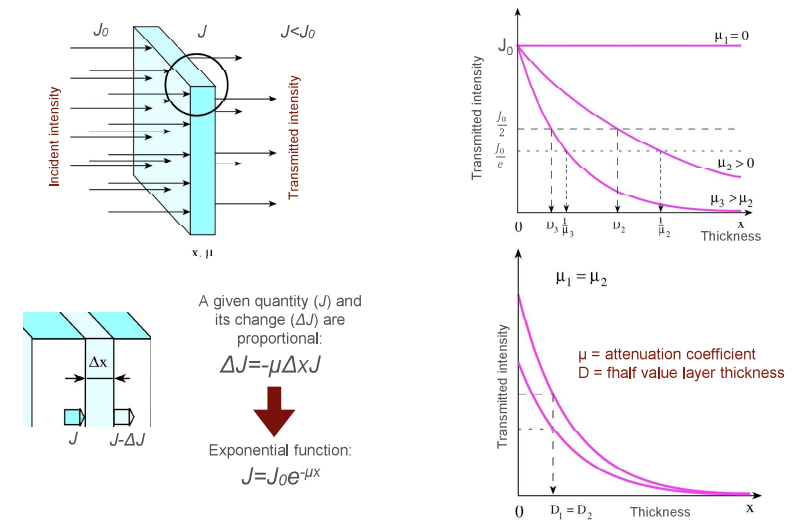 J₀ J J<J₀
Incident intensity
Transmitted intensity
x, μ
Δx
J J-ΔJ
A given quantity (J) and
its change (ΔJ) are
proportional:
ΔJ=-μΔxJ
Exponential function:
J=J₀e^-μx
Transmitted intensity
J₀
J₀/2
J₀/e
μ₁=0
μ₂>0
μ₃>μ₂
0 D₃ 1/μ₃ D₂ 1/μ₂ x
Thickness
Transmitted intensity
μ₁=μ₂
μ = attenuation coefficient
D = fhalf value layer thickness
0 D₁=D₂ Thickness x